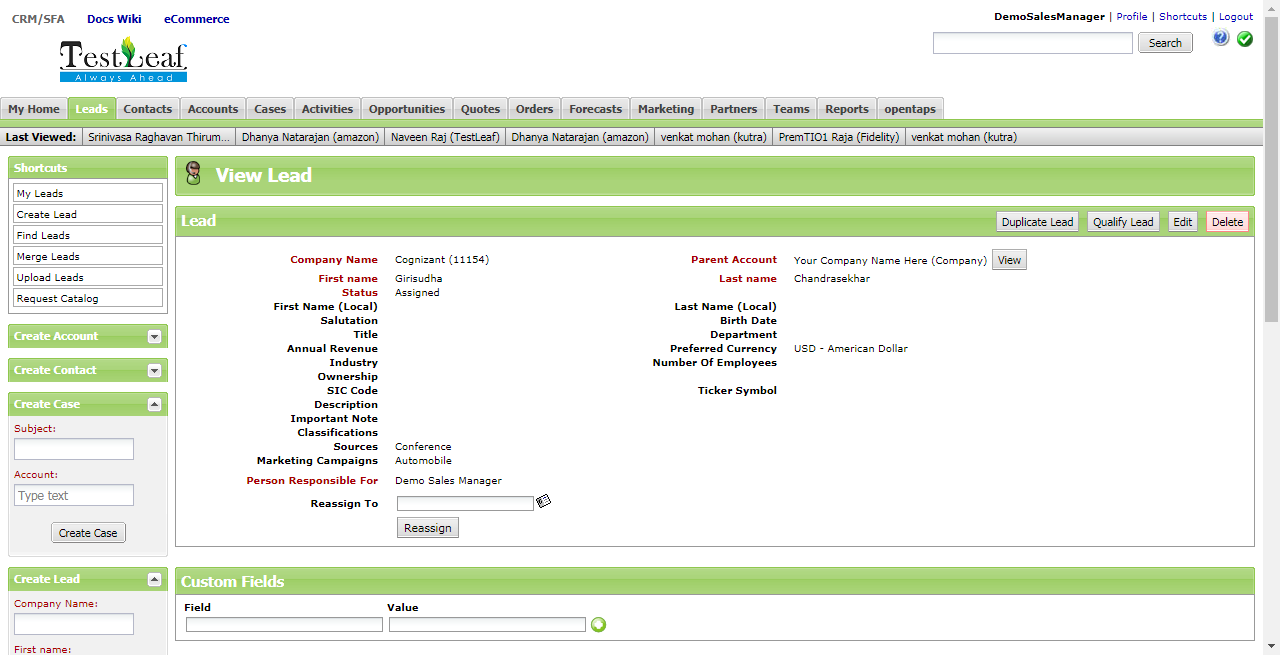 CRM/SFA Docs Wiki eCommerce
DemoSalesManager | Profile | Shortcuts | Logout
TestLeaf
Always Ahead
Search
My Home Leads Contacts Accounts Cases Activities Opportunities Quotes Orders Forecasts Marketing Partners Teams Reports opentaps
Last Viewed: Srinivasa Raghavan Thirum... Dhanya Natarajan (amazon) Naveen Raj (TestLeaf) Dhanya Natarajan (amazon) venkat mohan (kutra) PremTIO1 Raja (Fidelity) venkat mohan (kutra)
Shortcuts
My Leads
Create Lead
Find Leads
Merge Leads
Upload Leads
Request Catalog
Create Account
Create Contact
Create Case
Subject:
Account:
Type text
Create Case
Create Lead
Company Name:
First name:
View Lead
Lead
Duplicate Lead Qualify Lead Edit Delete
Company Name Cognizant (11154) Parent Account Your Company Name Here (Company) View
First name Girisudha Last name Chandrasekhar
Status Assigned
First Name (Local) Last Name (Local)
Salutation Birth Date
Title Department
Annual Revenue Preferred Currency USD - American Dollar
Industry Number Of Employees
Ownership
SIC Code Ticker Symbol
Description
Important Note
Classifications
Sources Conference
Marketing Campaigns Automobile
Person Responsible For Demo Sales Manager
Reassign To
Reassign
Custom Fields
Field Value